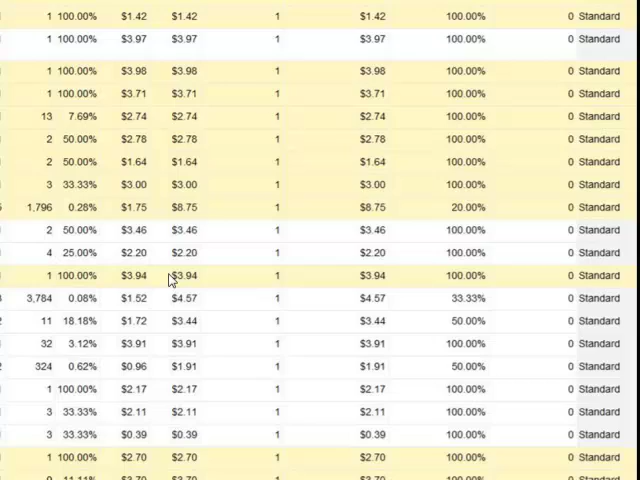 1 100.00% $1.42 $1.42 1 $1.42 100.00% 0 Standard
1 100.00% $3.97 $3.97 1 $3.97 100.00% 0 Standard
1 100.00% $3.98 $3.98 1 $3.98 100.00% 0 Standard
1 100.00% $3.71 $3.71 1 $3.71 100.00% 0 Standard
13 7.69% $2.74 $2.74 1 $2.74 100.00% 0 Standard
2 50.00% $2.78 $2.78 1 $2.78 100.00% 0 Standard
2 50.00% $1.64 $1.64 1 $1.64 100.00% 0 Standard
3 33.33% $3.00 $3.00 1 $3.00 100.00% 0 Standard
1,796 0.28% $1.75 $8.75 1 $8.75 20.00% 0 Standard
2 50.00% $3.46 $3.46 1 $3.46 100.00% 0 Standard
4 25.00% $2.20 $2.20 1 $2.20 100.00% 0 Standard
1 100.00% $3.94 $3.94 1 $3.94 100.00% 0 Standard
3,784 0.08% $1.52 $4.57 1 $4.57 33.33% 0 Standard
11 18.18% $1.72 $3.44 1 $3.44 50.00% 0 Standard
32 3.12% $3.91 $3.91 1 $3.91 100.00% 0 Standard
324 0.62% $0.96 $1.91 1 $1.91 50.00% 0 Standard
1 100.00% $2.17 $2.17 1 $2.17 100.00% 0 Standard
3 33.33% $2.11 $2.11 1 $2.11 100.00% 0 Standard
3 33.33% $0.39 $0.39 1 $0.39 100.00% 0 Standard
1 100.00% $2.70 $2.70 1 $2.70 100.00% 0 Standard
9 11.11% $3.70 $3.70 1 $3.70 100.00% 0 Standard